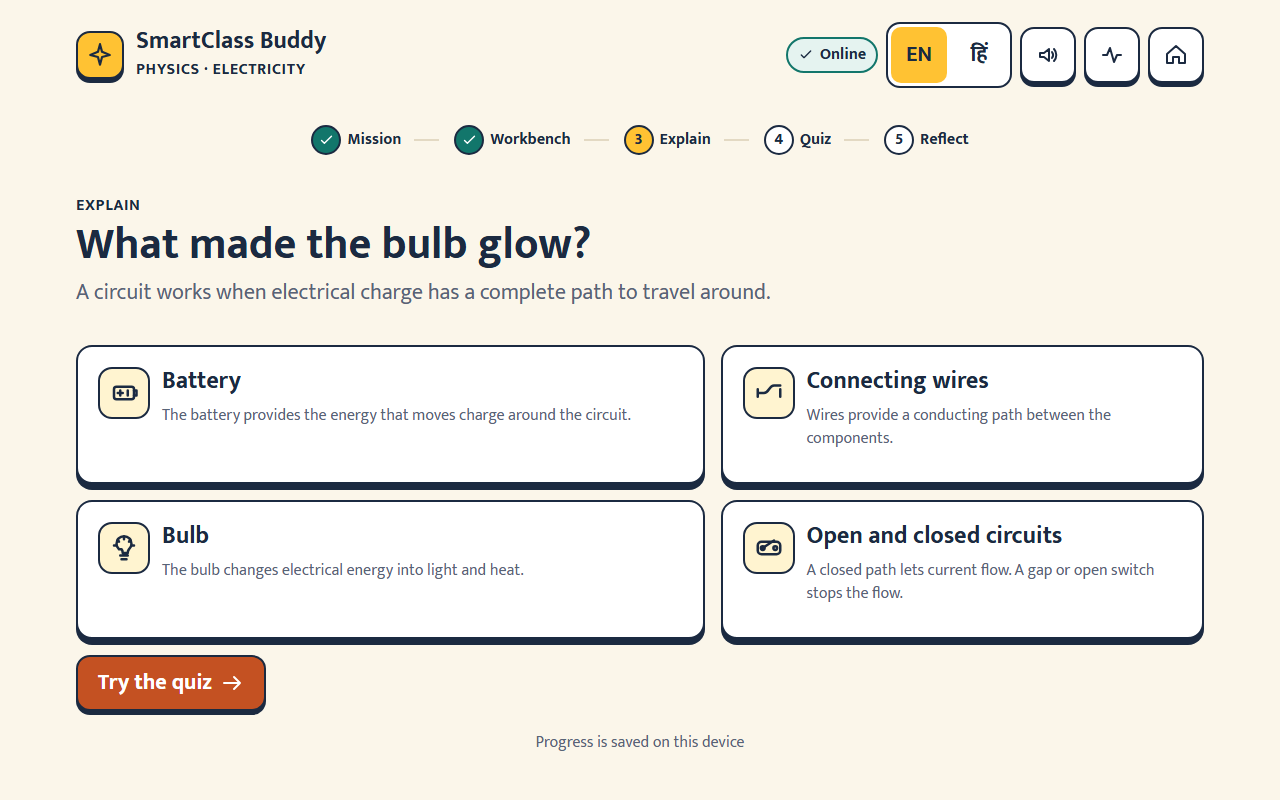 SmartClass Buddy
PHYSICS · ELECTRICITY
Online
EN
हिं
Mission
Workbench
3 Explain
4 Quiz
5 Reflect
EXPLAIN
What made the bulb glow?
A circuit works when electrical charge has a complete path to travel around.
Battery
The battery provides the energy that moves charge around the circuit.
Connecting wires
Wires provide a conducting path between the
components.
Bulb
The bulb changes electrical energy into light and heat.
Open and closed circuits
A closed path lets current flow. A gap or open switch
stops the flow.
Try the quiz →
Progress is saved on this device